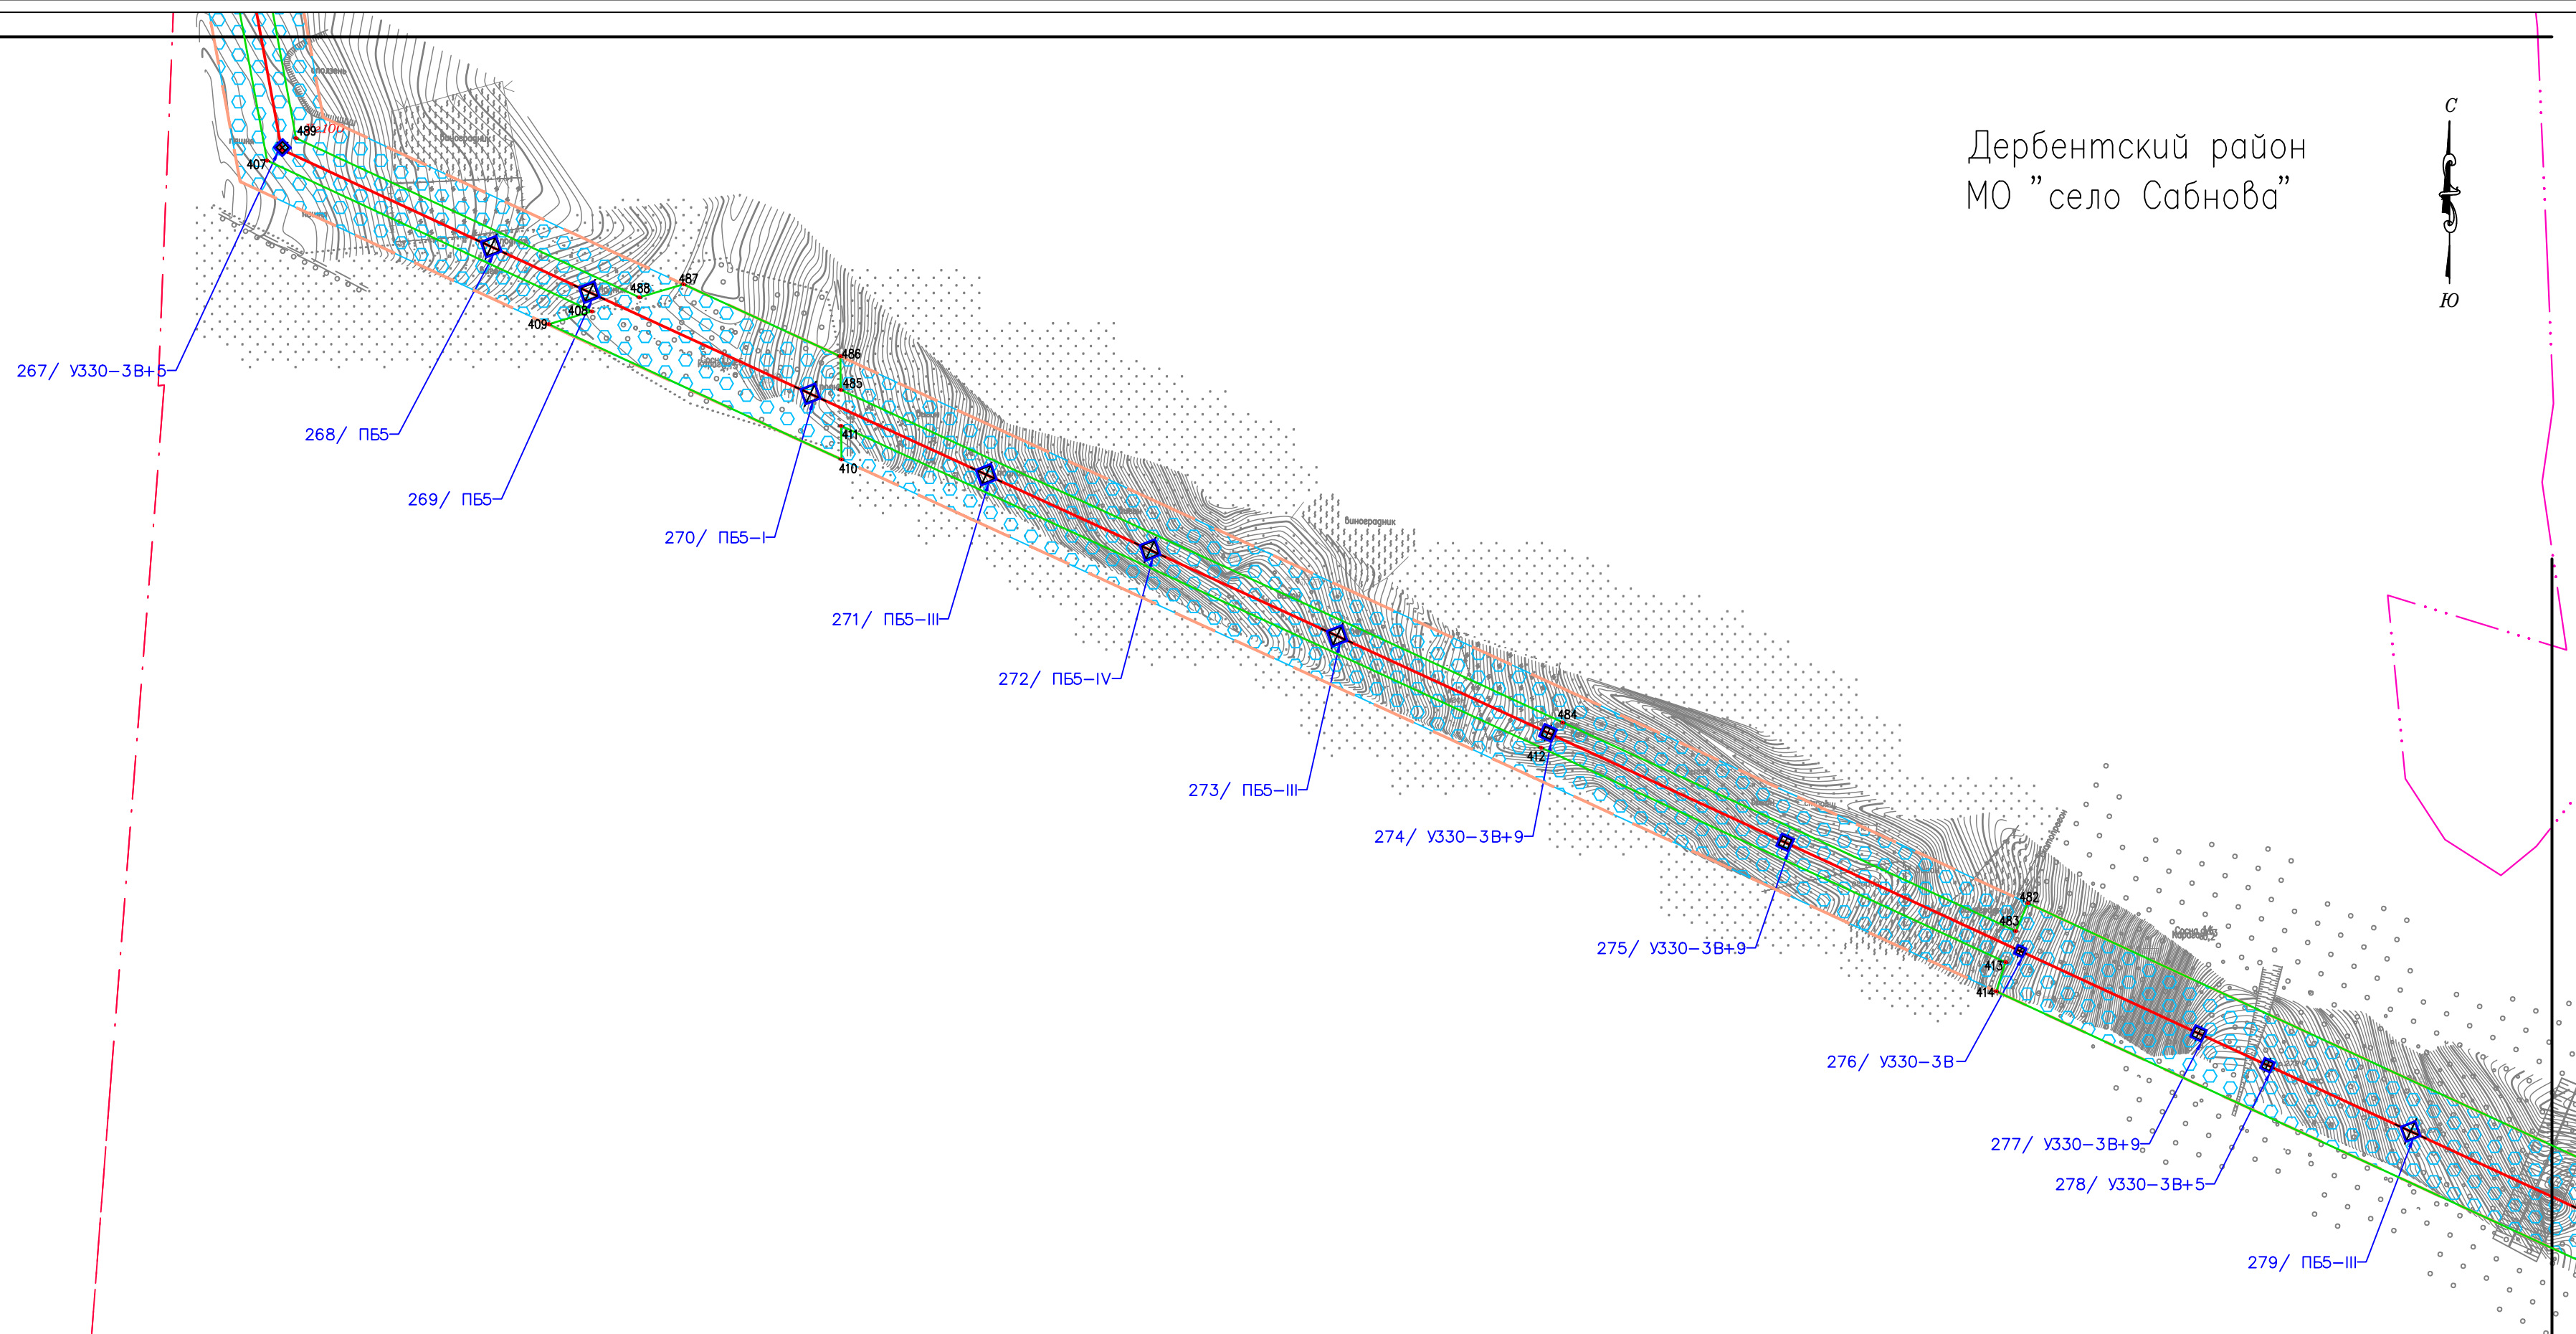 оползень
489
виноградник
407
Дербентский район
МО "село Сабнова"
С
Ю
487
488
408
409
486
485
411
410
267/ У330-3В+5
268/ ПБ5
269/ ПБ5
270/ ПБ5-I
виноградник
271/ ПБ5-III
272/ ПБ5-IV
484
412
273/ ПБ5-III
274/ У330-3В+9
482
483
275/ У330-3В+9
413
414
276/ У330-3В
277/ У330-3В+9
278/ У330-3В+5
279/ ПБ5-III